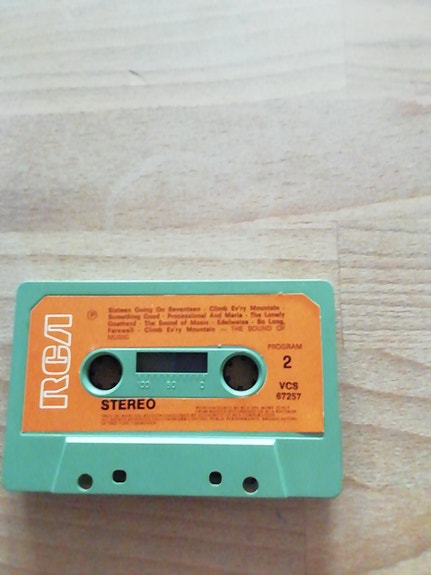 RCA
Ⓟ Sixteen Going On Seventeen - Climb Ev'ry Mountain -
Something Good - Processional And Maria - The Lonely
Goatherd - The Sound of Music - Edelweiss - So Long,
Farewell - Climb Ev'ry Mountain — THE SOUND OF
MUSIC
PROGRAM
2
100 50 0
STEREO
VCS
67257